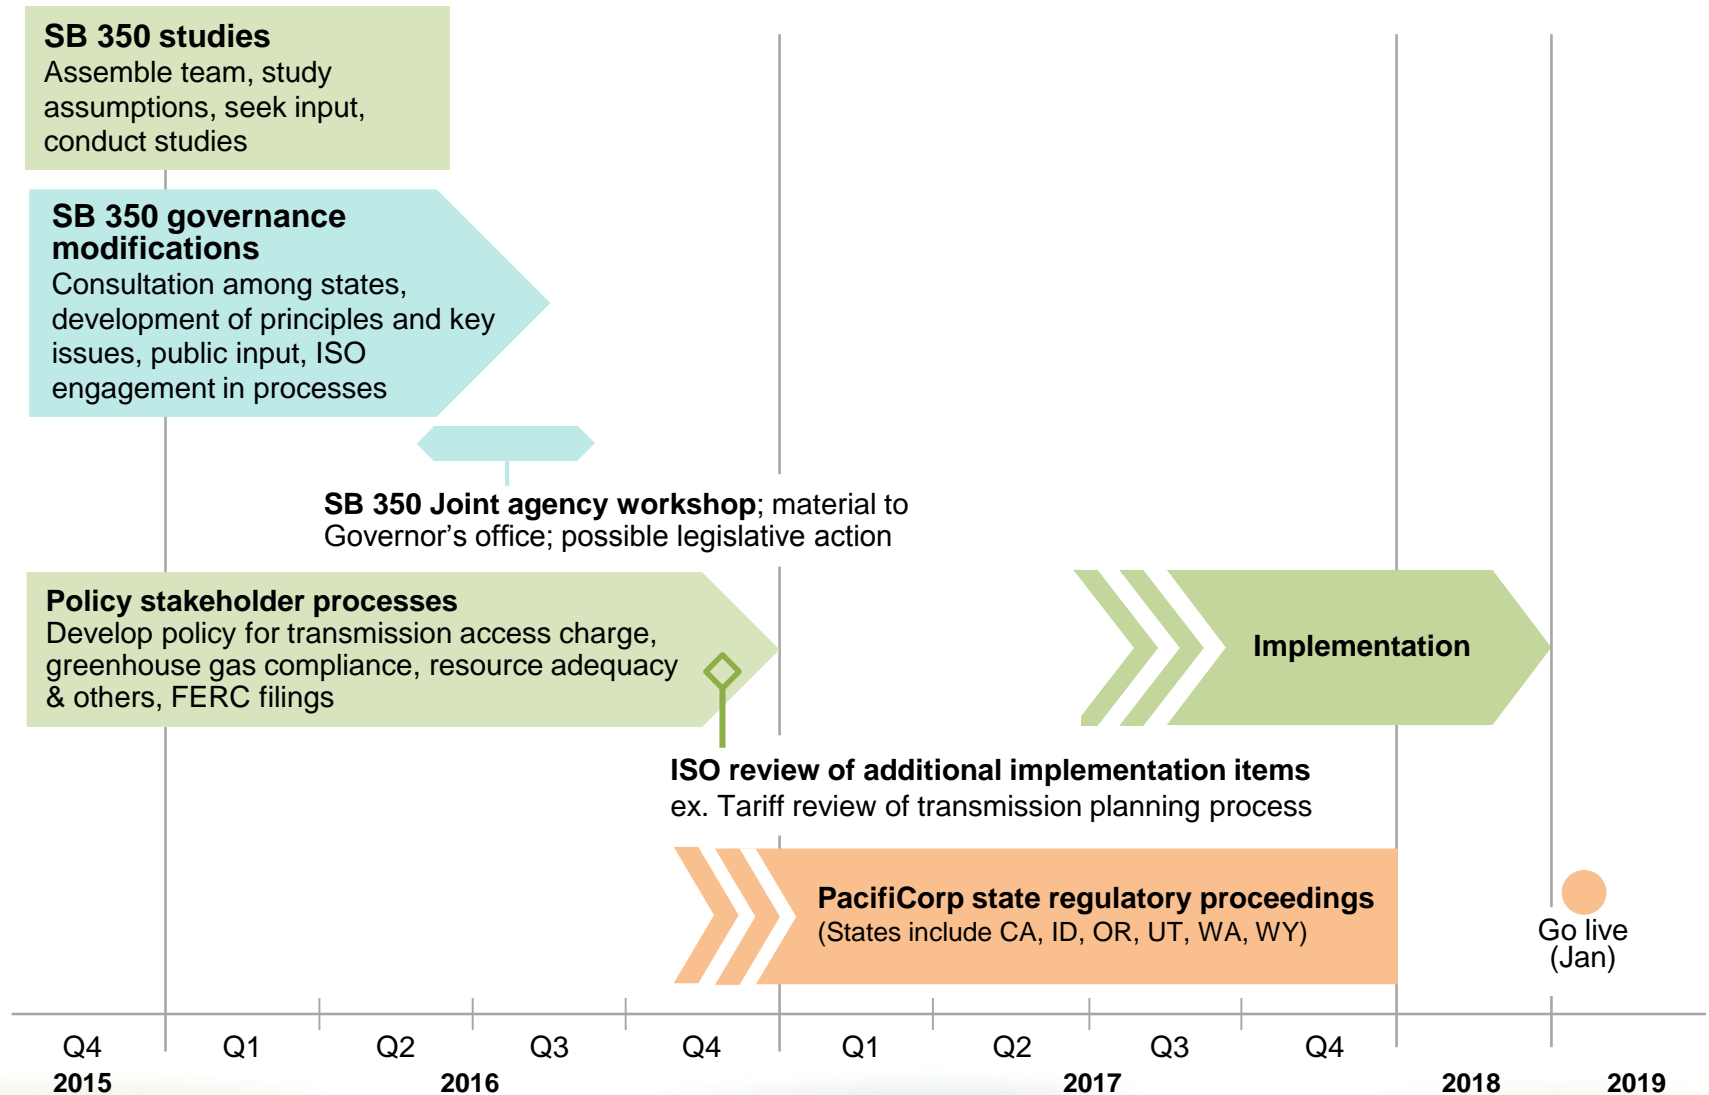 SB 350 studies
Assemble team, study
assumptions, seek input,
conduct studies
SB 350 governance
modifications
Consultation among states,
development of principles and key
issues, public input, ISO
engagement in processes
SB 350 Joint agency workshop; material to
Governor’s office; possible legislative action
Policy stakeholder processes
Develop policy for transmission access charge,
greenhouse gas compliance, resource adequacy
& others, FERC filings
Implementation
ISO review of additional implementation items
ex. Tariff review of transmission planning process
PacifiCorp state regulatory proceedings
(States include CA, ID, OR, UT, WA, WY)
Go live
(Jan)
Q4 Q1 Q2 Q3 Q4 Q1 Q2 Q3 Q4
2015 2016 2017 2018 2019